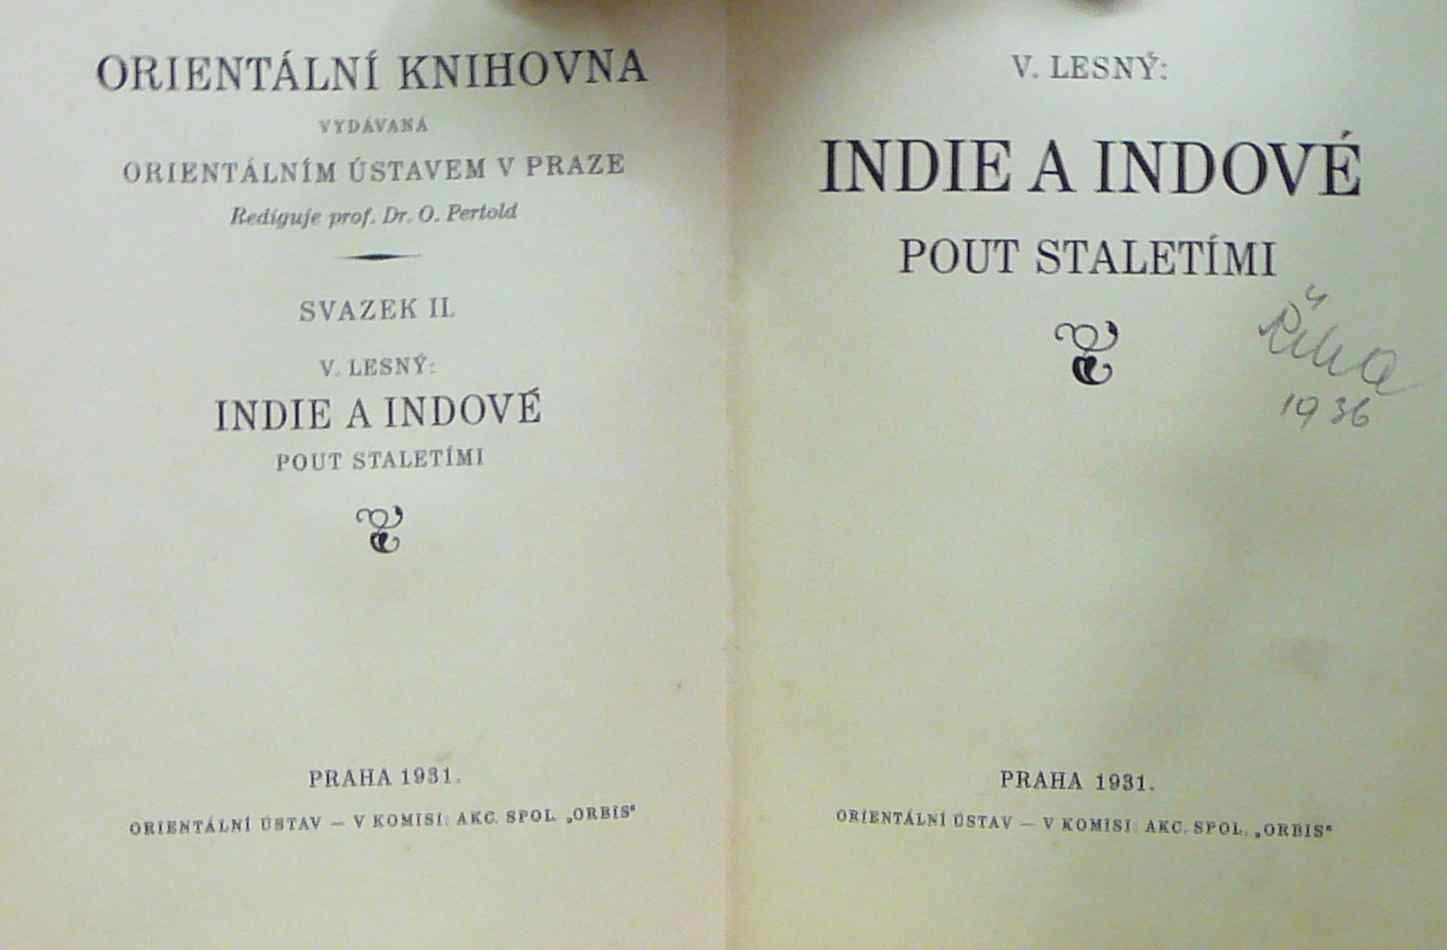 ORIENTÁLNÍ KNIHOVNA
VYDÁVANÁ
ORIENTÁLNÍM ÚSTAVEM V PRAZE
Rediguje prof. Dr. O. Pertold
SVAZEK II.
V. LESNÝ:
INDIE A INDOVÉ
POUT STALETÍMI
PRAHA 1931.
ORIENTÁLNÍ ÚSTAV — V KOMISI: AKC. SPOL. „ORBIS“
V. LESNÝ:
INDIE A INDOVÉ
POUT STALETÍMI
Říha
1936
PRAHA 1931.
ORIENTÁLNÍ ÚSTAV — V KOMISI: AKC. SPOL. „ORBIS“